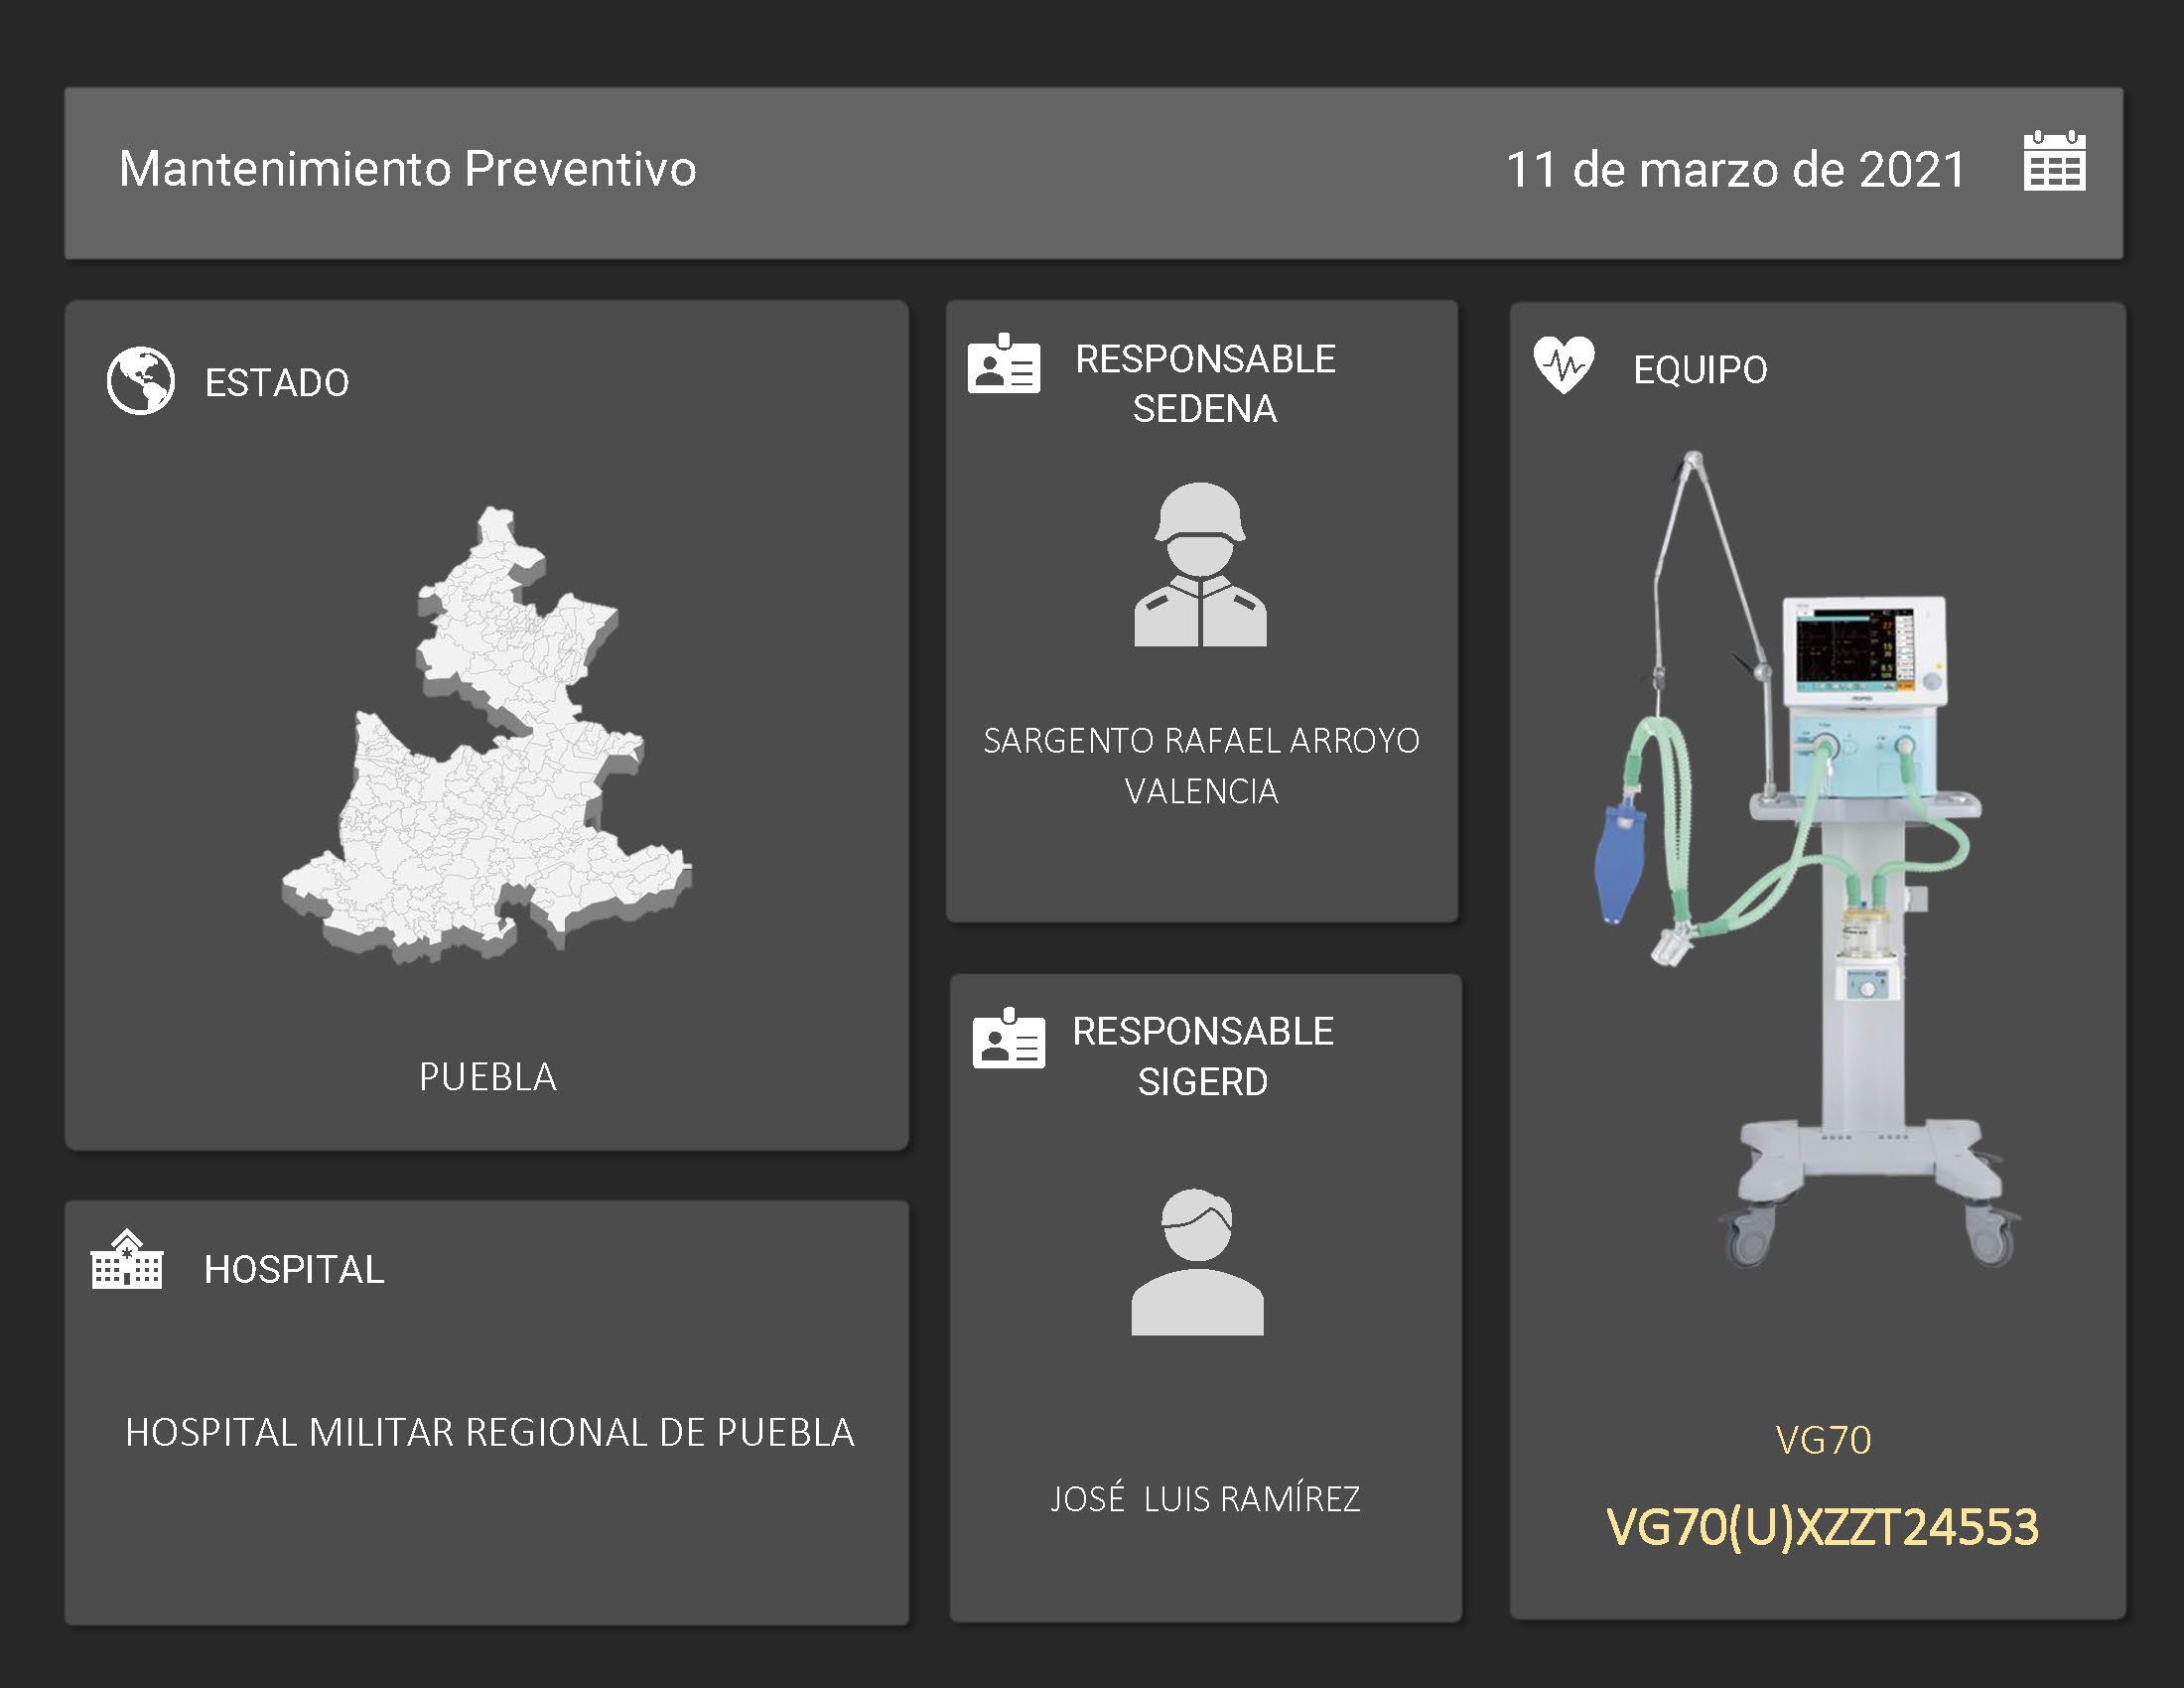 Mantenimiento Preventivo
11 de marzo de 2021
ESTADO
PUEBLA
HOSPITAL
HOSPITAL MILITAR REGIONAL DE PUEBLA
RESPONSABLE
SEDENA
SARGENTO RAFAEL ARROYO
VALENCIA
RESPONSABLE
SIGERD
JOSÉ  LUIS RAMÍREZ
EQUIPO
VG70
VG70(U)XZZT24553